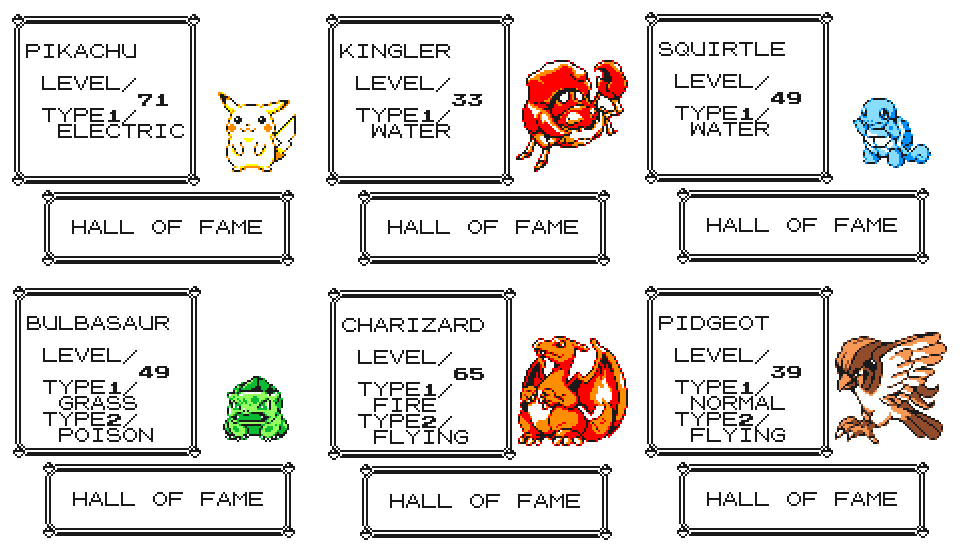 PIKACHU
LEVEL/
71
TYPE1/
ELECTRIC
HALL OF FAME
KINGLER
LEVEL/
33
TYPE1/
WATER
HALL OF FAME
SQUIRTLE
LEVEL/
49
TYPE1/
WATER
HALL OF FAME
BULBASAUR
LEVEL/
49
TYPE1/
GRASS
TYPE2/
POISON
HALL OF FAME
CHARIZARD
LEVEL/
65
TYPE1/
FIRE
TYPE2/
FLYING
HALL OF FAME
PIDGEOT
LEVEL/
39
TYPE1/
NORMAL
TYPE2/
FLYING
HALL OF FAME